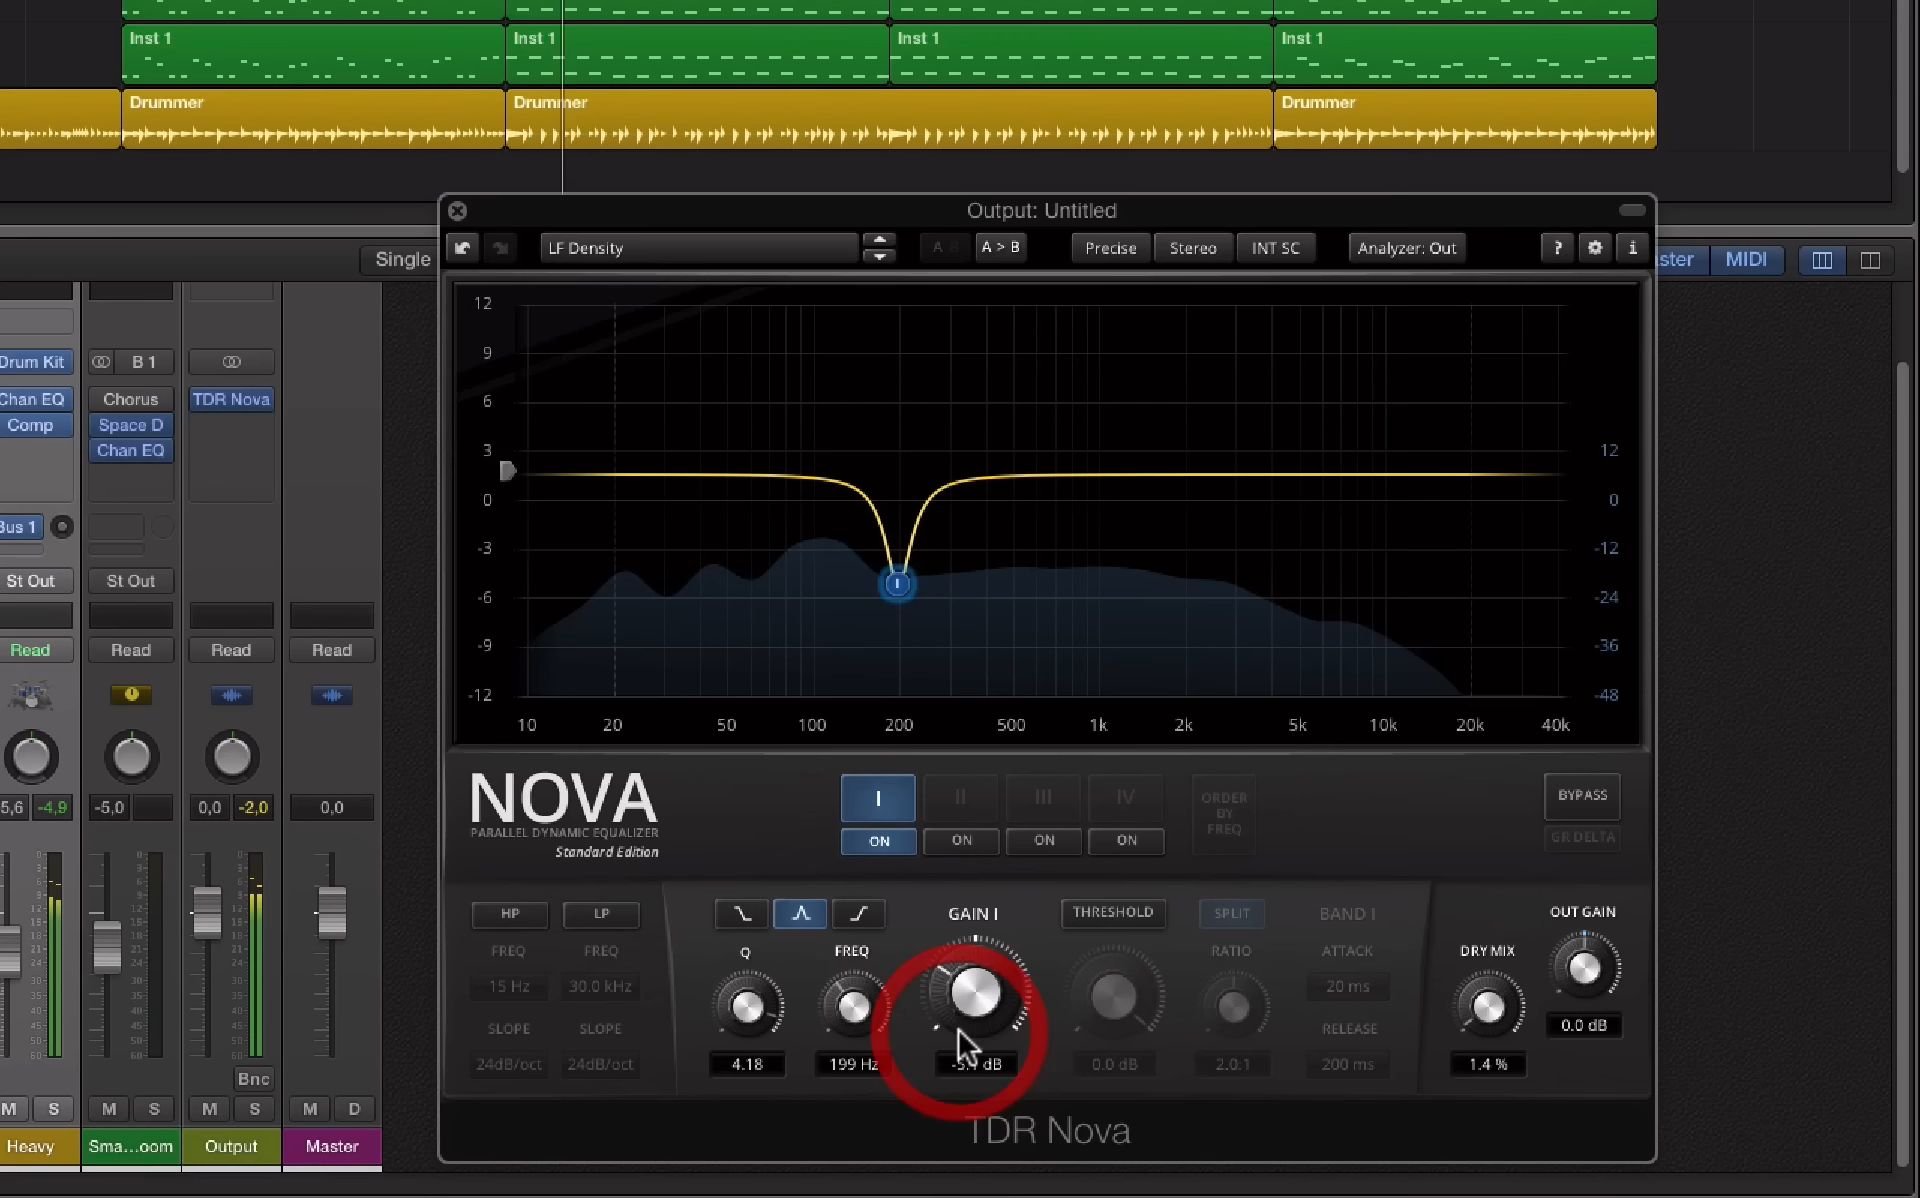 Inst 1
Inst 1
Inst 1
Inst 1
Drummer
Drummer
Drummer
Output: Untitled
LF Density
A B
A > B
Precise
Stereo
INT SC
Analyzer: Out
?
i
Single
ster
MIDI
12
9
6
3
0
-3
-6
-9
-12
12
0
-12
-24
-36
-48
10 20 50 100 200 500 1k 2k 5k 10k 20k 40k
I
Drum Kit
B 1
Chan EQ
Chorus
TDR Nova
Comp
Space D
Chan EQ
Bus 1
St Out
St Out
Read
Read
Read
Read
5,6
-4,9
-5,0
0,0
-2,0
0,0
NOVA
PARALLEL DYNAMIC EQUALIZER
Standard Edition
I
II
III
IV
ON
ON
ON
ON
ORDER
BY
FREQ
BYPASS
GR DELTA
HP
LP
FREQ
FREQ
15 Hz
30.0 kHz
SLOPE
SLOPE
24dB/oct
24dB/oct
Q
4.18
FREQ
199 Hz
GAIN I
dB
THRESHOLD
0.0 dB
SPLIT
RATIO
2.0:1
BAND I
ATTACK
20 ms
RELEASE
200 ms
DRY MIX
1.4 %
OUT GAIN
0.0 dB
TDR Nova
Bnc
M S
M S
M S
M D
Heavy
Sma...oom
Output
Master